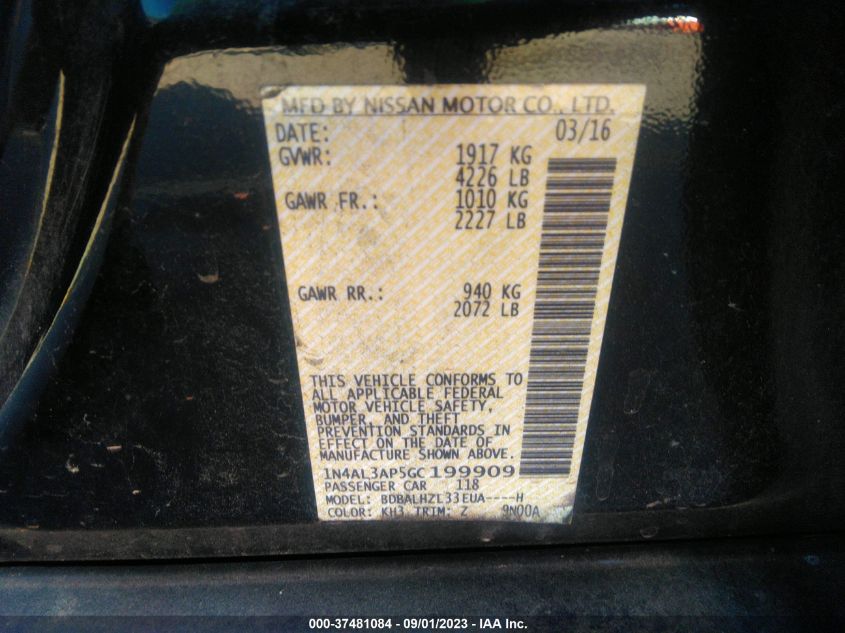 MFD BY NISSAN MOTOR CO., LTD.
DATE: 03/16
GVWR: 1917 KG
4226 LB
GAWR FR.: 1010 KG
2227 LB
GAWR RR.: 940 KG
2072 LB
THIS VEHICLE CONFORMS TO
ALL APPLICABLE FEDERAL
MOTOR VEHICLE SAFETY,
BUMPER, AND THEFT
PREVENTION STANDARDS IN
EFFECT ON THE DATE OF
MANUFACTURE SHOWN ABOVE.
1N4AL3AP5GC199909
PASSENGER CAR 118
MODEL: BDBALHZL33EUA----H
COLOR: KH3 TRIM: Z 9N00A
000-37481084 - 09/01/2023 - IAA Inc.